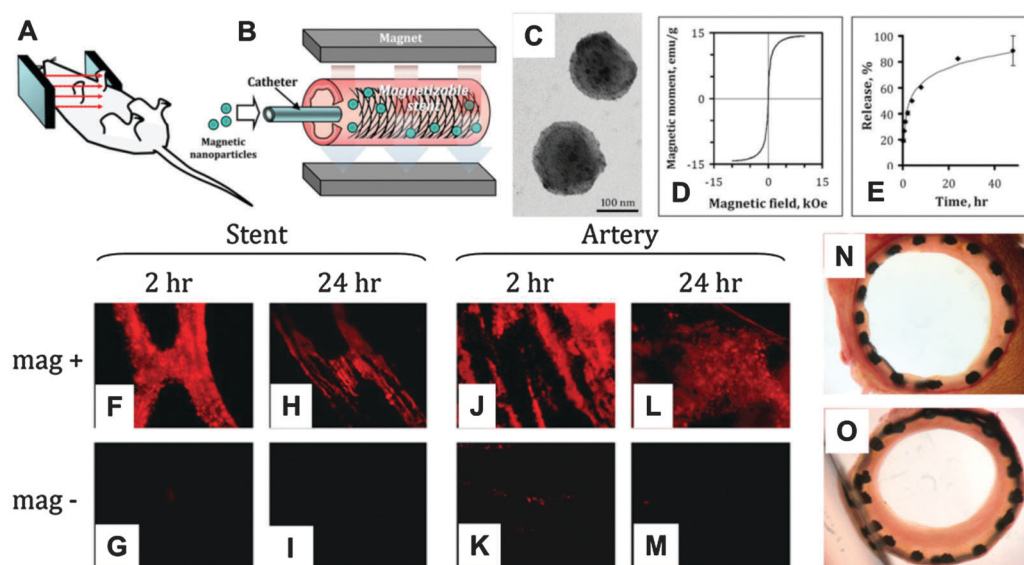 A
B
Magnet
Catheter
Magnetizable
stent
Magnetic
nanoparticles
C
100 nm
Magnetic moment, emu/g
15
0
-15
-15
0
15
D
Magnetic field, kOe
Release, %
100
80
60
40
20
0
0
20
40
E
Time, hr
Stent
Artery
2 hr
24 hr
2 hr
24 hr
mag +
F
H
J
L
mag -
G
I
K
M
N
O